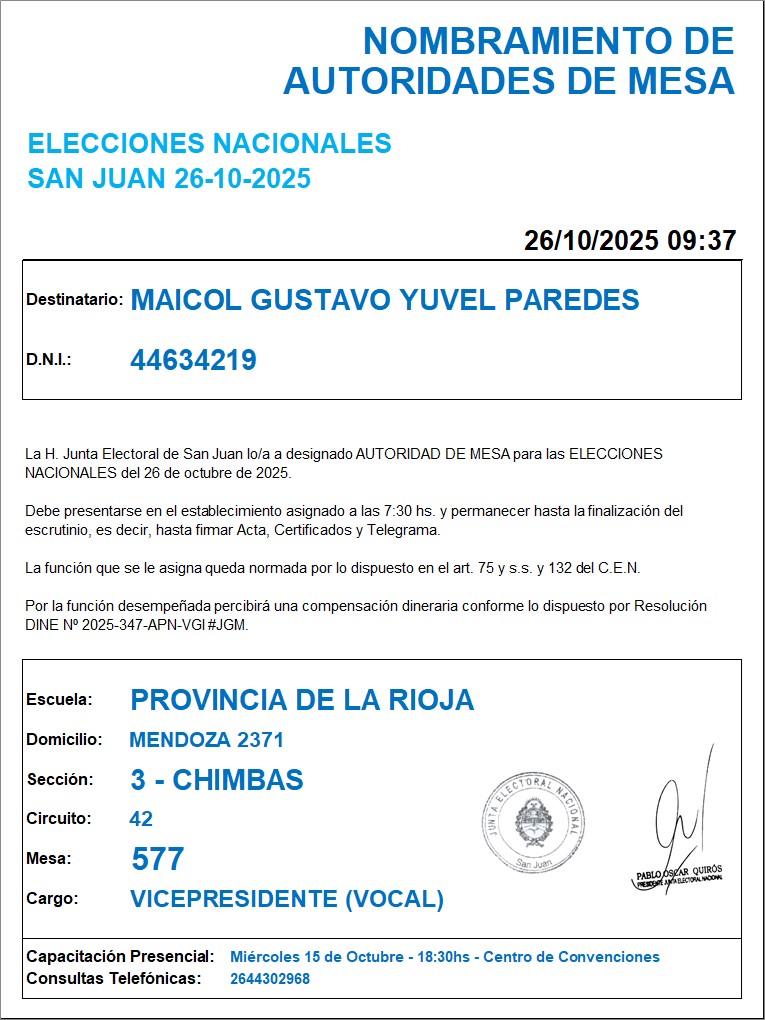 NOMBRAMIENTO DE
AUTORIDADES DE MESA
ELECCIONES NACIONALES
SAN JUAN 26-10-2025
26/10/2025 09:37
Destinatario: MAICOL GUSTAVO YUVEL PAREDES
D.N.I.: 44634219
La H. Junta Electoral de San Juan lo/a a designado AUTORIDAD DE MESA para las ELECCIONES
NACIONALES del 26 de octubre de 2025.
Debe presentarse en el establecimiento asignado a las 7:30 hs. y permanecer hasta la finalización del
escrutinio, es decir, hasta firmar Acta, Certificados y Telegrama.
La función que se le asigna queda normada por lo dispuesto en el art. 75 y s.s. y 132 del C.E.N.
Por la función desempeñada percibirá una compensación dineraria conforme lo dispuesto por Resolución
DINE Nº 2025-347-APN-VGI#JGM.
Escuela: PROVINCIA DE LA RIOJA
Domicilio: MENDOZA 2371
Sección: 3 - CHIMBAS
Circuito: 42
Mesa: 577
Cargo: VICEPRESIDENTE (VOCAL)
JUNTA ELECTORAL NACIONAL
San Juan
PABLO OSCAR QUIRÓS
PRESIDENTE JUNTA ELECTORAL NACIONAL
Capacitación Presencial: Miércoles 15 de Octubre - 18:30hs - Centro de Convenciones
Consultas Telefónicas: 2644302968